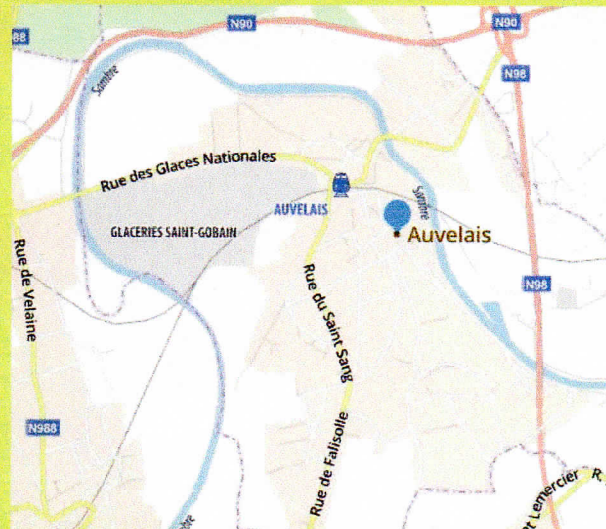 88
N90
N90
N98
Sambre
Rue des Glaces Nationales
AUVELAIS
Sambre
GLACERIES SAINT-GOBAIN
Auvelais
Rue de Velaine
Rue du Saint Sang
N98
N988
Rue de Falisolle
et Lemercier
R.